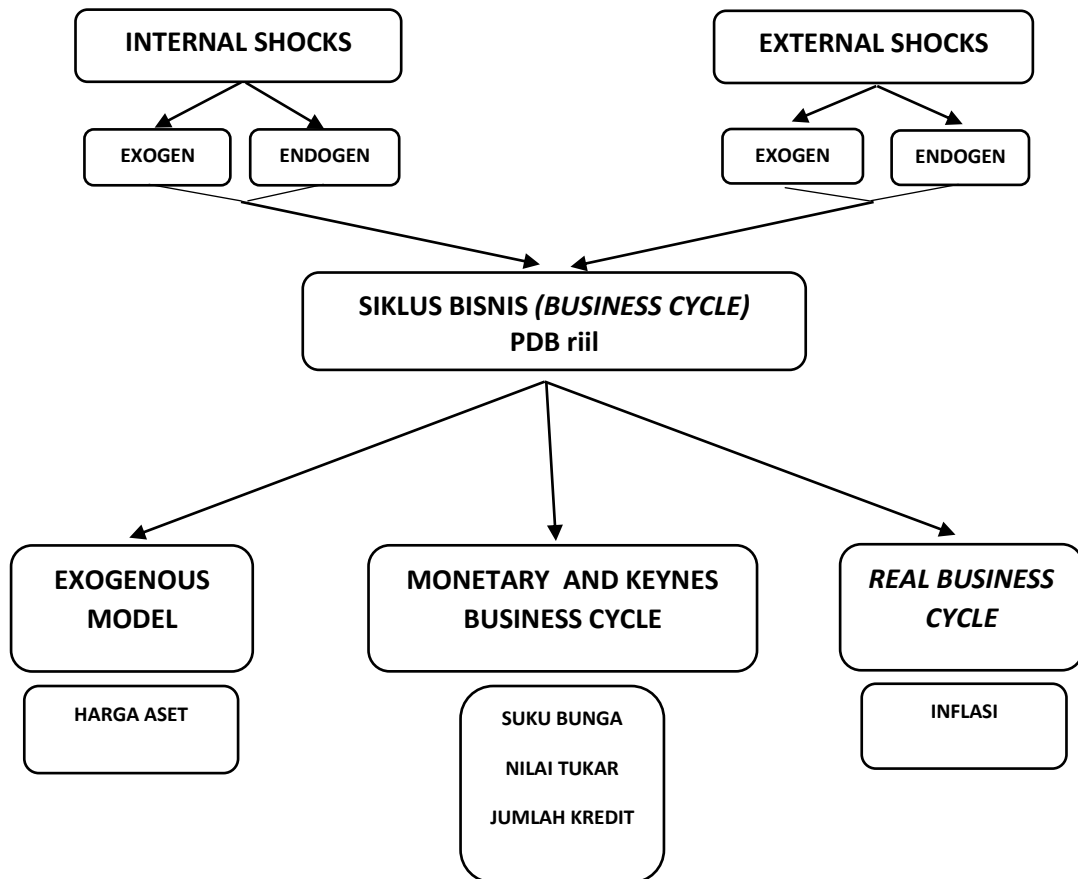 INTERNAL SHOCKS
EXTERNAL SHOCKS
EXOGEN
ENDOGEN
EXOGEN
ENDOGEN
SIKLUS BISNIS (BUSINESS CYCLE)
PDB riil
EXOGENOUS
MODEL
MONETARY AND KEYNES
BUSINESS CYCLE
REAL BUSINESS
CYCLE
HARGA ASET
SUKU BUNGA
NILAI TUKAR
JUMLAH KREDIT
INFLASI